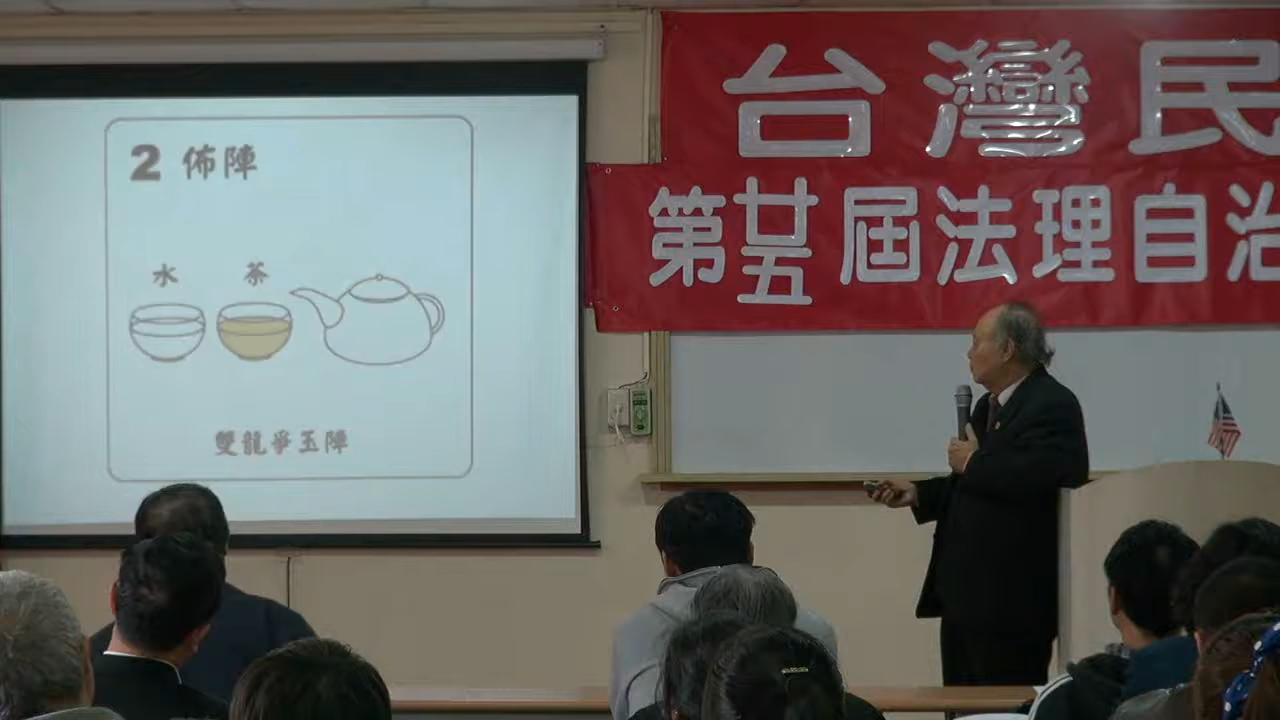 2 佈陣
水 茶
雙龍爭玉陣
台灣民
第廿五屆法理自治